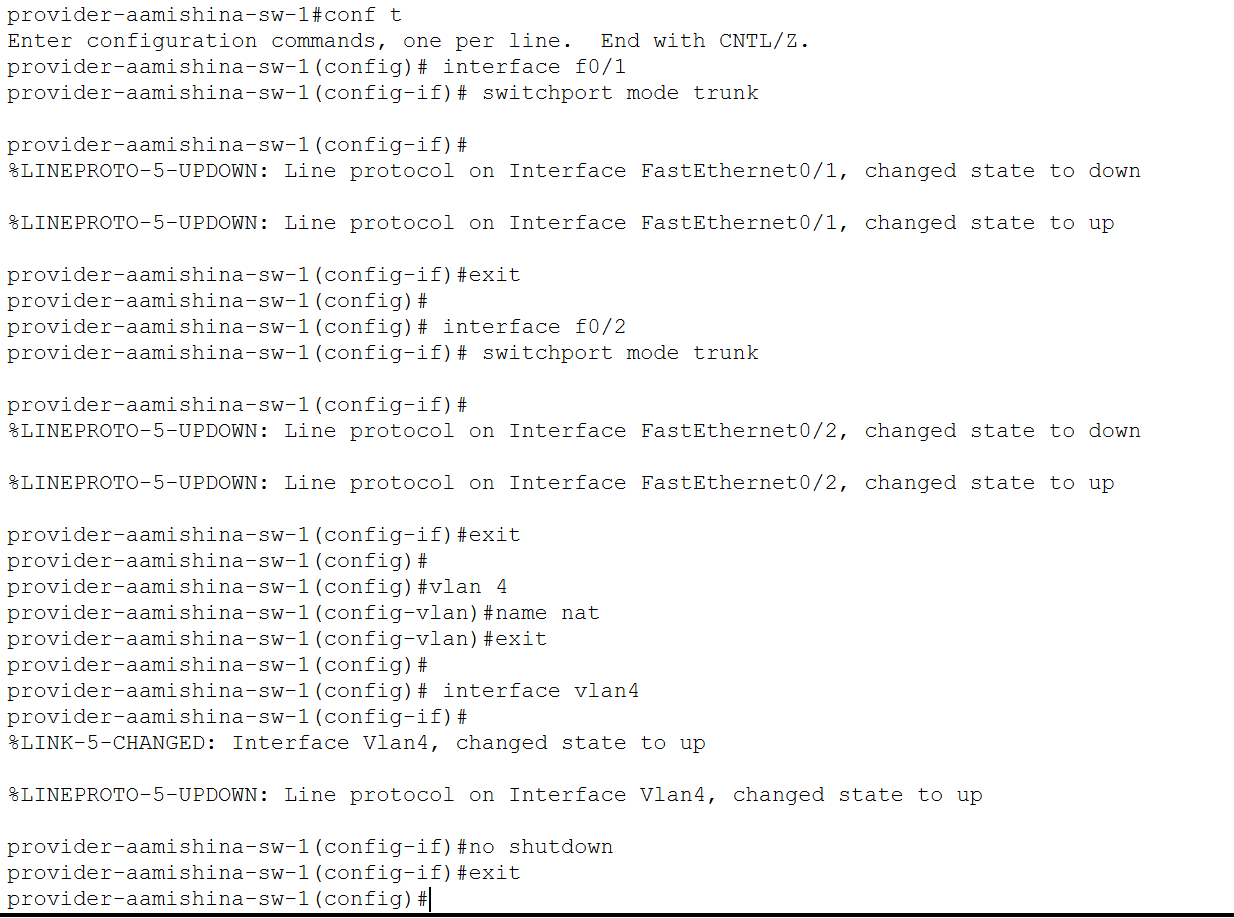 provider-aamishina-sw-1#conf t
Enter configuration commands, one per line.  End with CNTL/Z.
provider-aamishina-sw-1(config)# interface f0/1
provider-aamishina-sw-1(config-if)# switchport mode trunk
provider-aamishina-sw-1(config-if)#
%LINEPROTO-5-UPDOWN: Line protocol on Interface FastEthernet0/1, changed state to down
%LINEPROTO-5-UPDOWN: Line protocol on Interface FastEthernet0/1, changed state to up
provider-aamishina-sw-1(config-if)#exit
provider-aamishina-sw-1(config)#
provider-aamishina-sw-1(config)# interface f0/2
provider-aamishina-sw-1(config-if)# switchport mode trunk
provider-aamishina-sw-1(config-if)#
%LINEPROTO-5-UPDOWN: Line protocol on Interface FastEthernet0/2, changed state to down
%LINEPROTO-5-UPDOWN: Line protocol on Interface FastEthernet0/2, changed state to up
provider-aamishina-sw-1(config-if)#exit
provider-aamishina-sw-1(config)#
provider-aamishina-sw-1(config)#vlan 4
provider-aamishina-sw-1(config-vlan)#name nat
provider-aamishina-sw-1(config-vlan)#exit
provider-aamishina-sw-1(config)#
provider-aamishina-sw-1(config)# interface vlan4
provider-aamishina-sw-1(config-if)#
%LINK-5-CHANGED: Interface Vlan4, changed state to up
%LINEPROTO-5-UPDOWN: Line protocol on Interface Vlan4, changed state to up
provider-aamishina-sw-1(config-if)#no shutdown
provider-aamishina-sw-1(config-if)#exit
provider-aamishina-sw-1(config)#